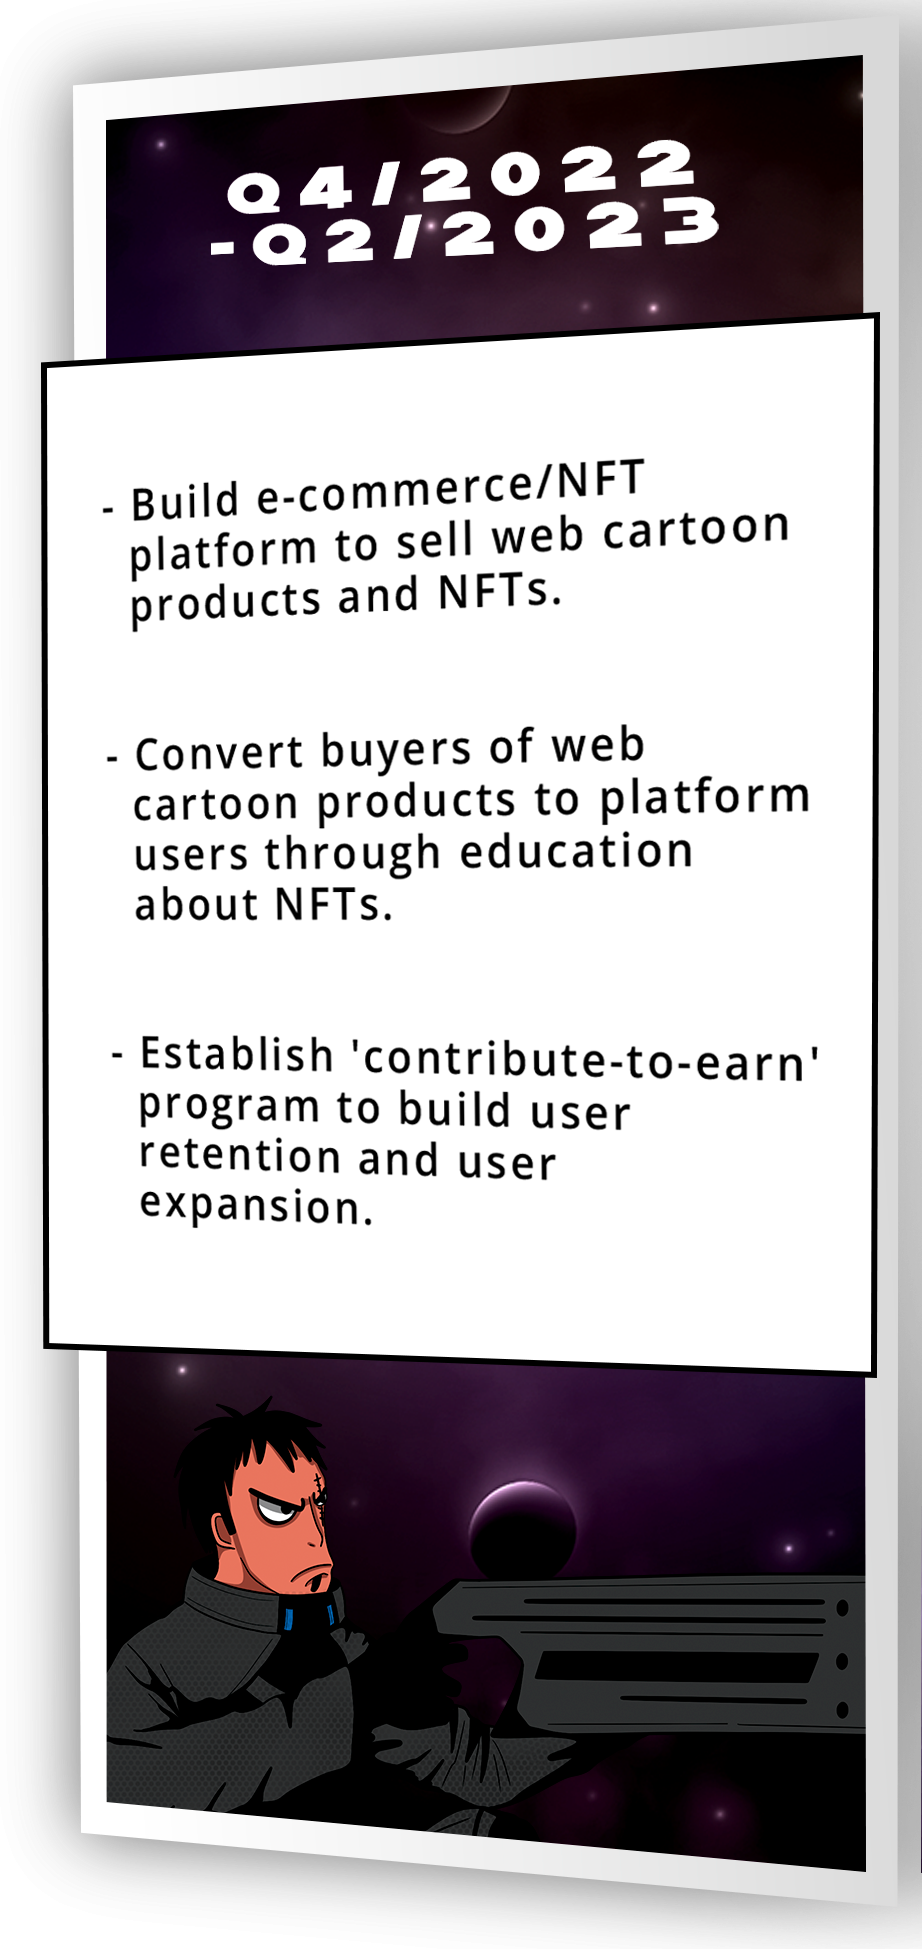 Q4/2022
-Q2/2023
- Build e-commerce/NFT
platform to sell web cartoon
products and NFTs.
- Convert buyers of web
cartoon products to platform
users through education
about NFTs.
- Establish 'contribute-to-earn'
program to build user
retention and user
expansion.